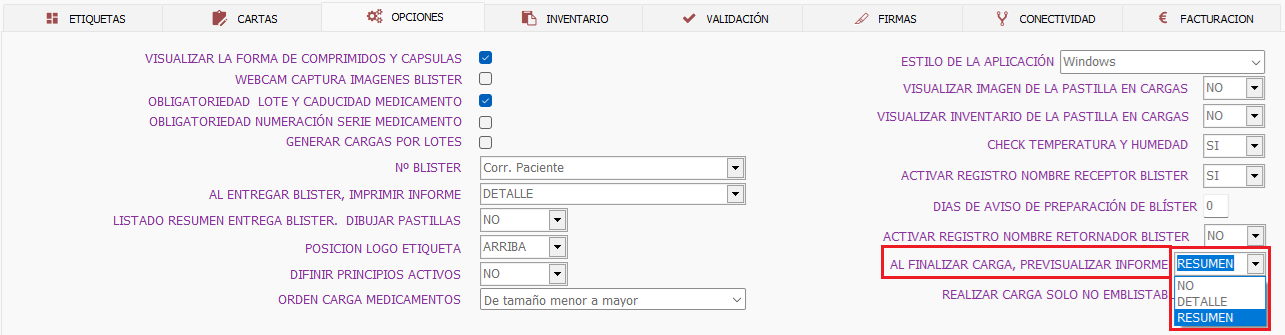 ETIQUETAS CARTAS OPCIONES INVENTARIO VALIDACIÓN FIRMAS CONECTIVIDAD FACTURACION
VISUALIZAR LA FORMA DE COMPRIMIDOS Y CAPSULAS
WEBCAM CAPTURA IMAGENES BLISTER
OBLIGATORIEDAD LOTE Y CADUCIDAD MEDICAMENTO
OBLIGATORIEDAD NUMERACIÓN SERIE MEDICAMENTO
GENERAR CARGAS POR LOTES
Nº BLISTER Corr. Paciente
AL ENTREGAR BLISTER, IMPRIMIR INFORME DETALLE
LISTADO RESUMEN ENTREGA BLISTER. DIBUJAR PASTILLAS NO
POSICION LOGO ETIQUETA ARRIBA
DIFINIR PRINCIPIOS ACTIVOS NO
ORDEN CARGA MEDICAMENTOS De tamaño menor a mayor
ESTILO DE LA APLICACIÓN Windows
VISUALIZAR IMAGEN DE LA PASTILLA EN CARGAS NO
VISUALIZAR INVENTARIO DE LA PASTILLA EN CARGAS NO
CHECK TEMPERATURA Y HUMEDAD SI
ACTIVAR REGISTRO NOMBRE RECEPTOR BLISTER SI
DIAS DE AVISO DE PREPARACIÓN DE BLÍSTER 0
ACTIVAR REGISTRO NOMBRE RETORNADOR BLISTER NO
AL FINALIZAR CARGA, PREVISUALIZAR INFORME RESUMEN
NO
REALIZAR CARGA SOLO NO EMBLISTAB
DETALLE
RESUMEN